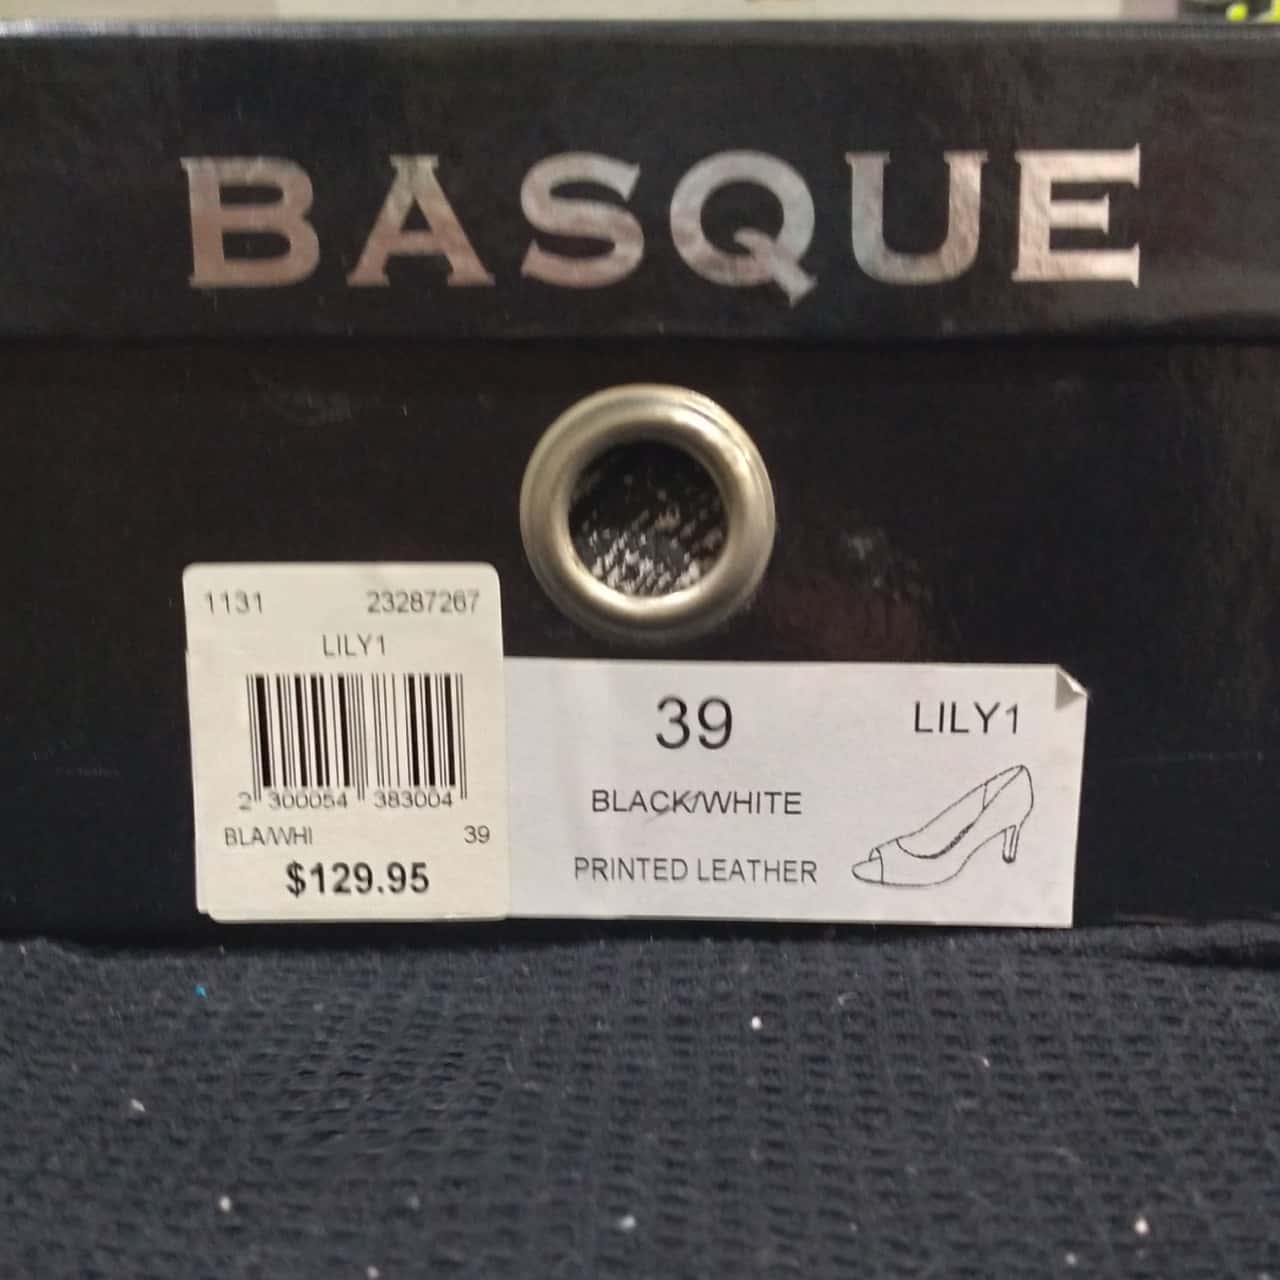 BASQUE
1131 23287267
LILY1
2 300054 383004
BLA/WHI 39
$129.95
39 LILY1
BLACK/WHITE
PRINTED LEATHER